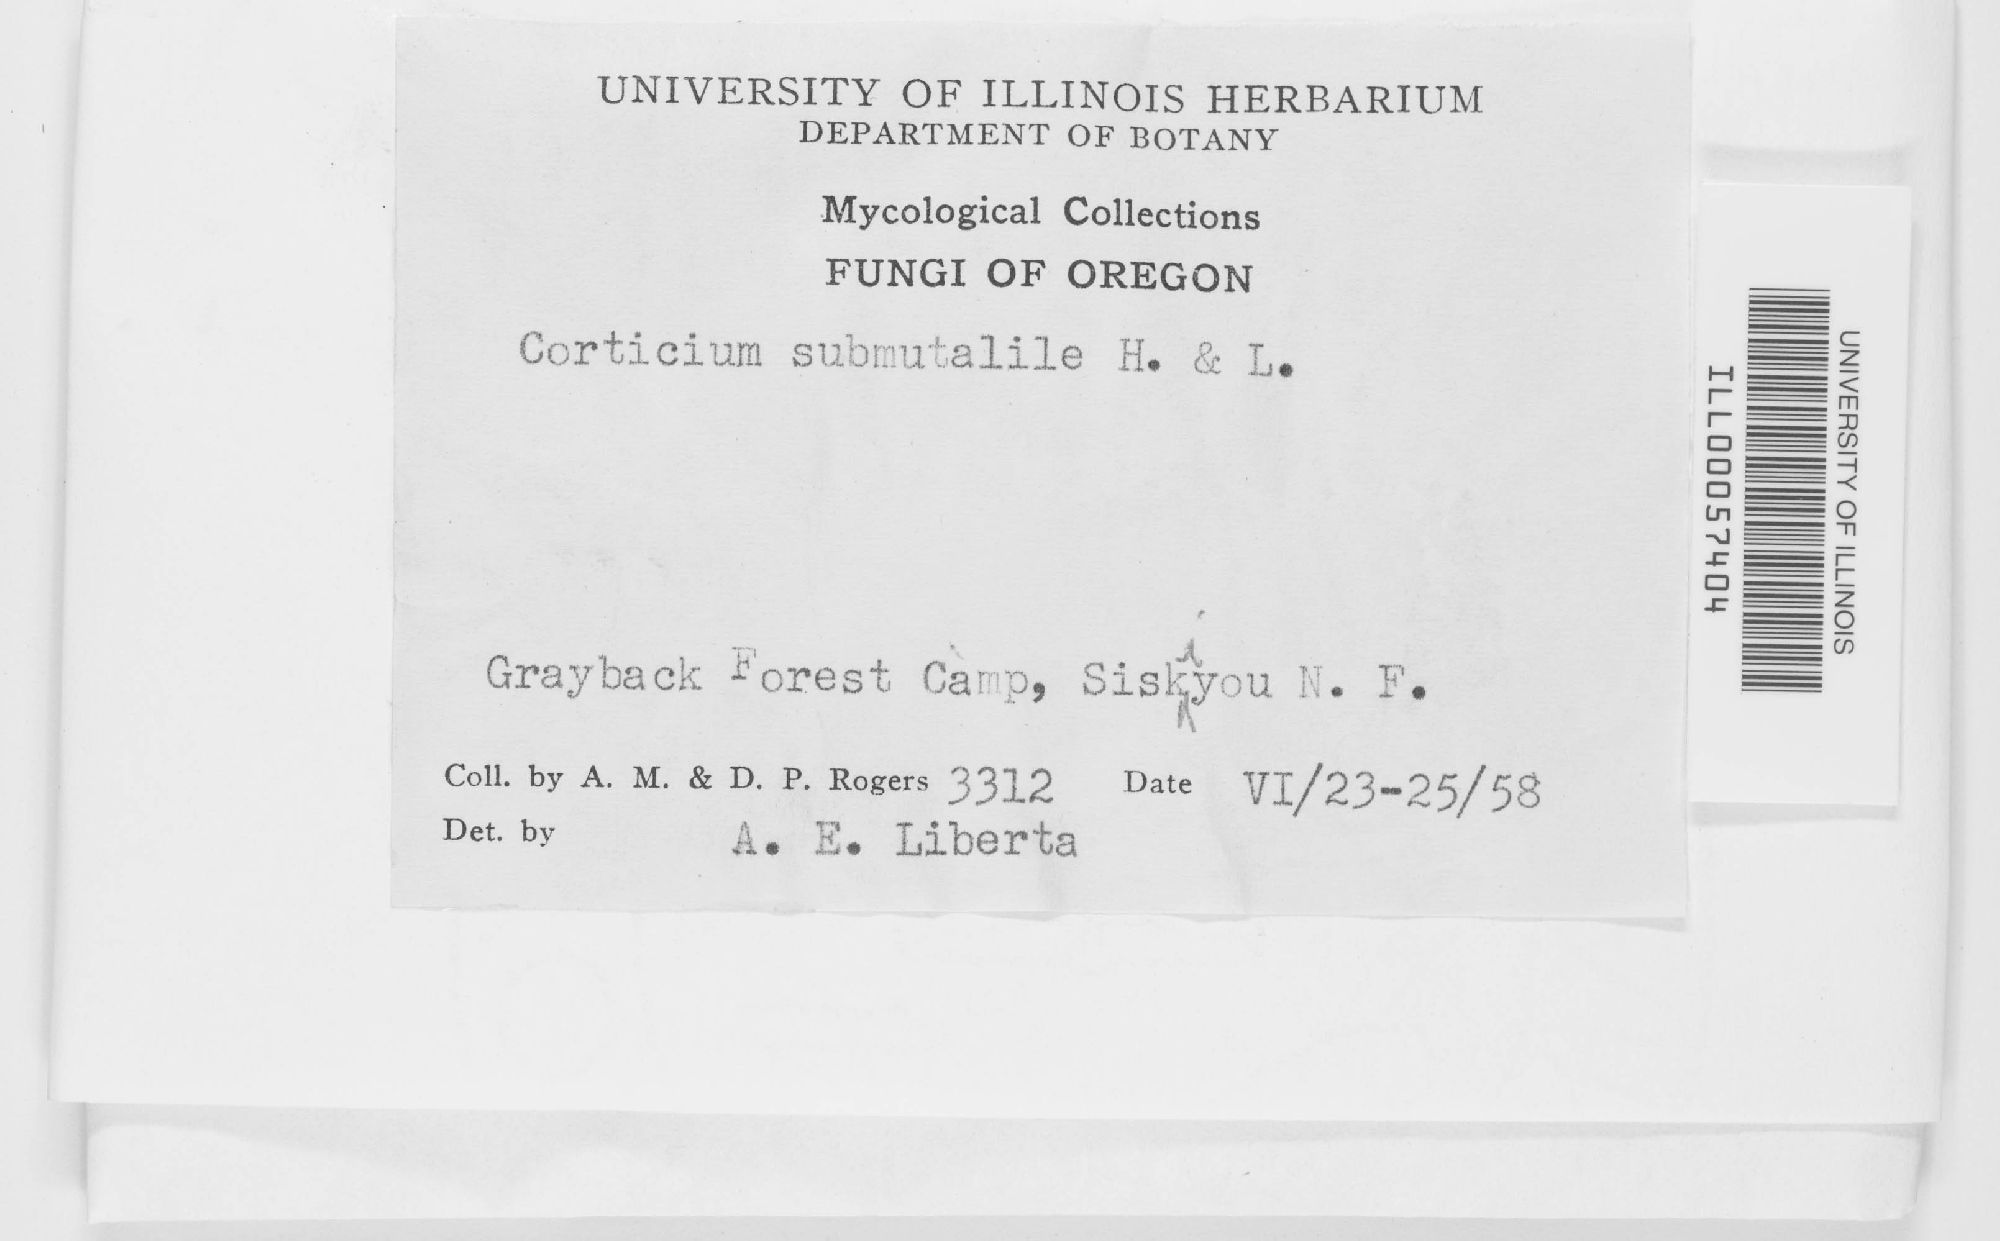 UNIVERSITY OF ILLINOIS HERBARIUM
DEPARTMENT OF BOTANY
Mycological Collections
FUNGI OF OREGON
Corticium submutalile H. & L.
Grayback Forest Camp, Siskiyou N. F.
Coll. by A. M. & D. P. Rogers 3312 Date VI/23-25/58
Det. by A. E. Liberta
UNIVERSITY OF ILLINOIS
ILL00057404